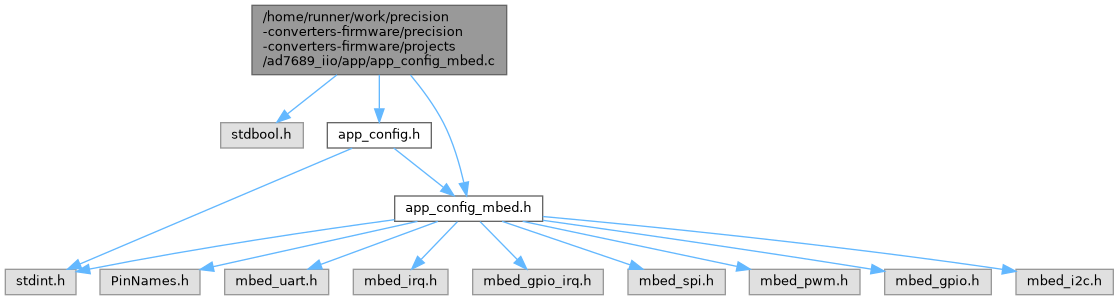 /home/runner/work/precision
-converters-firmware/precision
-converters-firmware/projects
/ad7689_iio/app/app_config_mbed.c
stdbool.h
app_config.h
app_config_mbed.h
stdint.h
PinNames.h
mbed_uart.h
mbed_irq.h
mbed_gpio_irq.h
mbed_spi.h
mbed_pwm.h
mbed_gpio.h
mbed_i2c.h